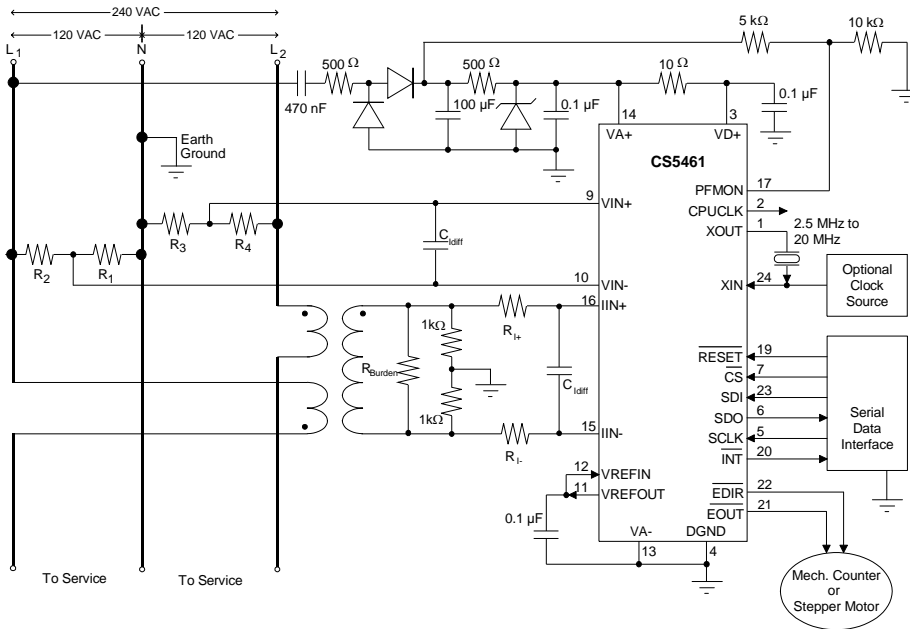 240 VAC
120 VAC
120 VAC
L1
N
L2
5 kΩ
10 kΩ
500 Ω
500 Ω
10 Ω
470 nF
100 µF
0.1 µF
0.1 µF
14
3
VA+
VD+
Earth
Ground
CS5461
PFMON
17
CPUCLK
2
XOUT
1
2.5 MHz to
20 MHz
9
VIN+
R3
R4
CIdiff
R2
R1
10
VIN-
XIN
24
Optional
Clock
Source
16
IIN+
RI+
1kΩ
RBurden
CIdiff
1kΩ
15
IIN-
RI-
RESET
19
CS
7
SDI
23
SDO
6
SCLK
5
INT
20
Serial
Data
Interface
12
VREFIN
11
VREFOUT
EDIR
22
EOUT
21
0.1 µF
VA-
DGND
13
4
To Service
To Service
Mech. Counter
or
Stepper Motor